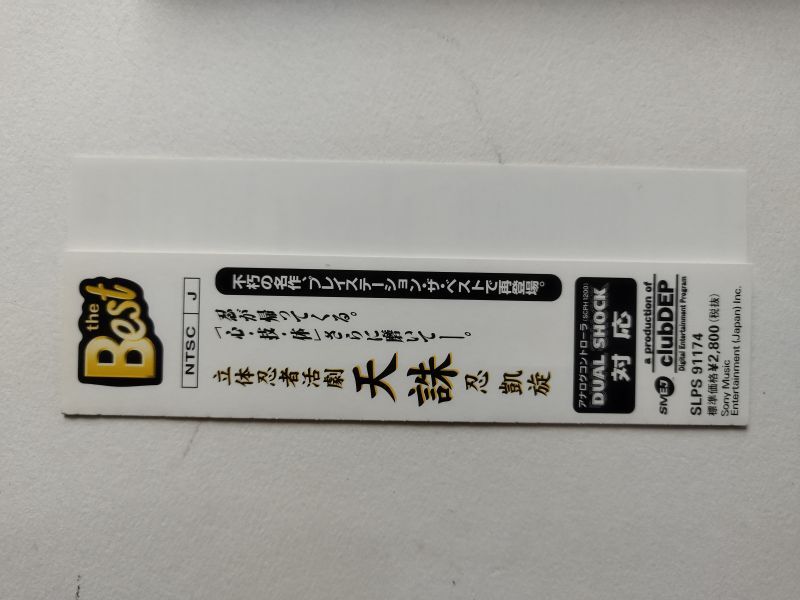 the
Best
NTSC J
不朽の名作、プレイステーション・ザ・ベストで再登場。
忍が帰ってくる。
「心・技・体」さらに磨いてー。
立体忍者活劇
天誅
忍凱旋
アナログコントローラ(SCPH1200)
DUAL SHOCK
対応
SMEJ
a production of
clubDEP
Digital Entertainment Program
SLPS 91174
標準価格¥2,800(税抜)
Sony Music
Entertainment (Japan) Inc.